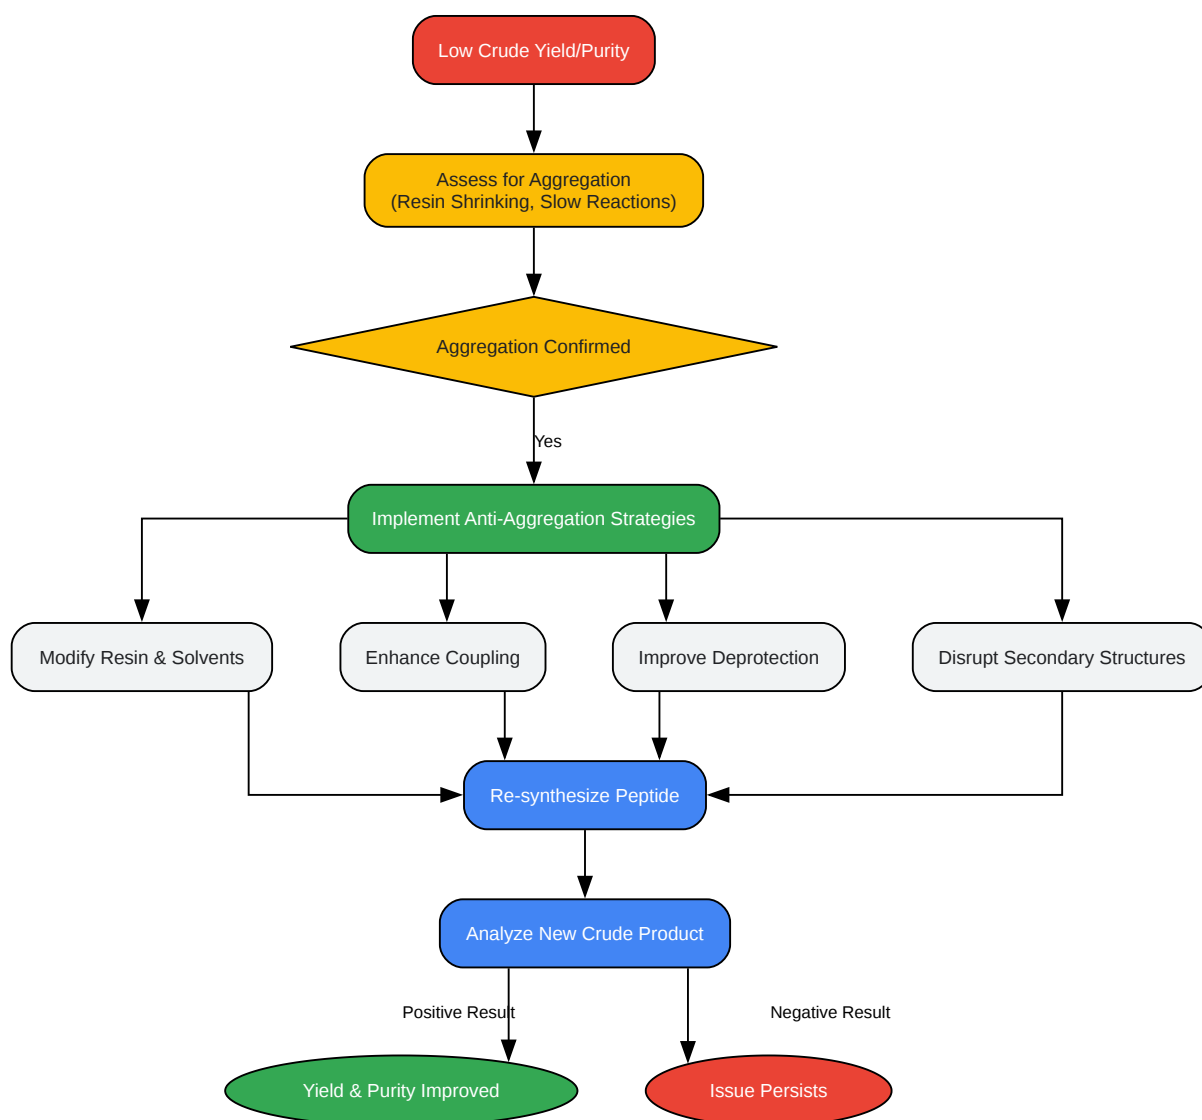 Low Crude Yield/Purity
Assess for Aggregation
(Resin Shrinking, Slow Reactions)
Aggregation Confirmed
Yes
Implement Anti-Aggregation Strategies
Modify Resin & Solvents
Enhance Coupling
Improve Deprotection
Disrupt Secondary Structures
Re-synthesize Peptide
Analyze New Crude Product
Positive Result
Negative Result
Yield & Purity Improved
Issue Persists